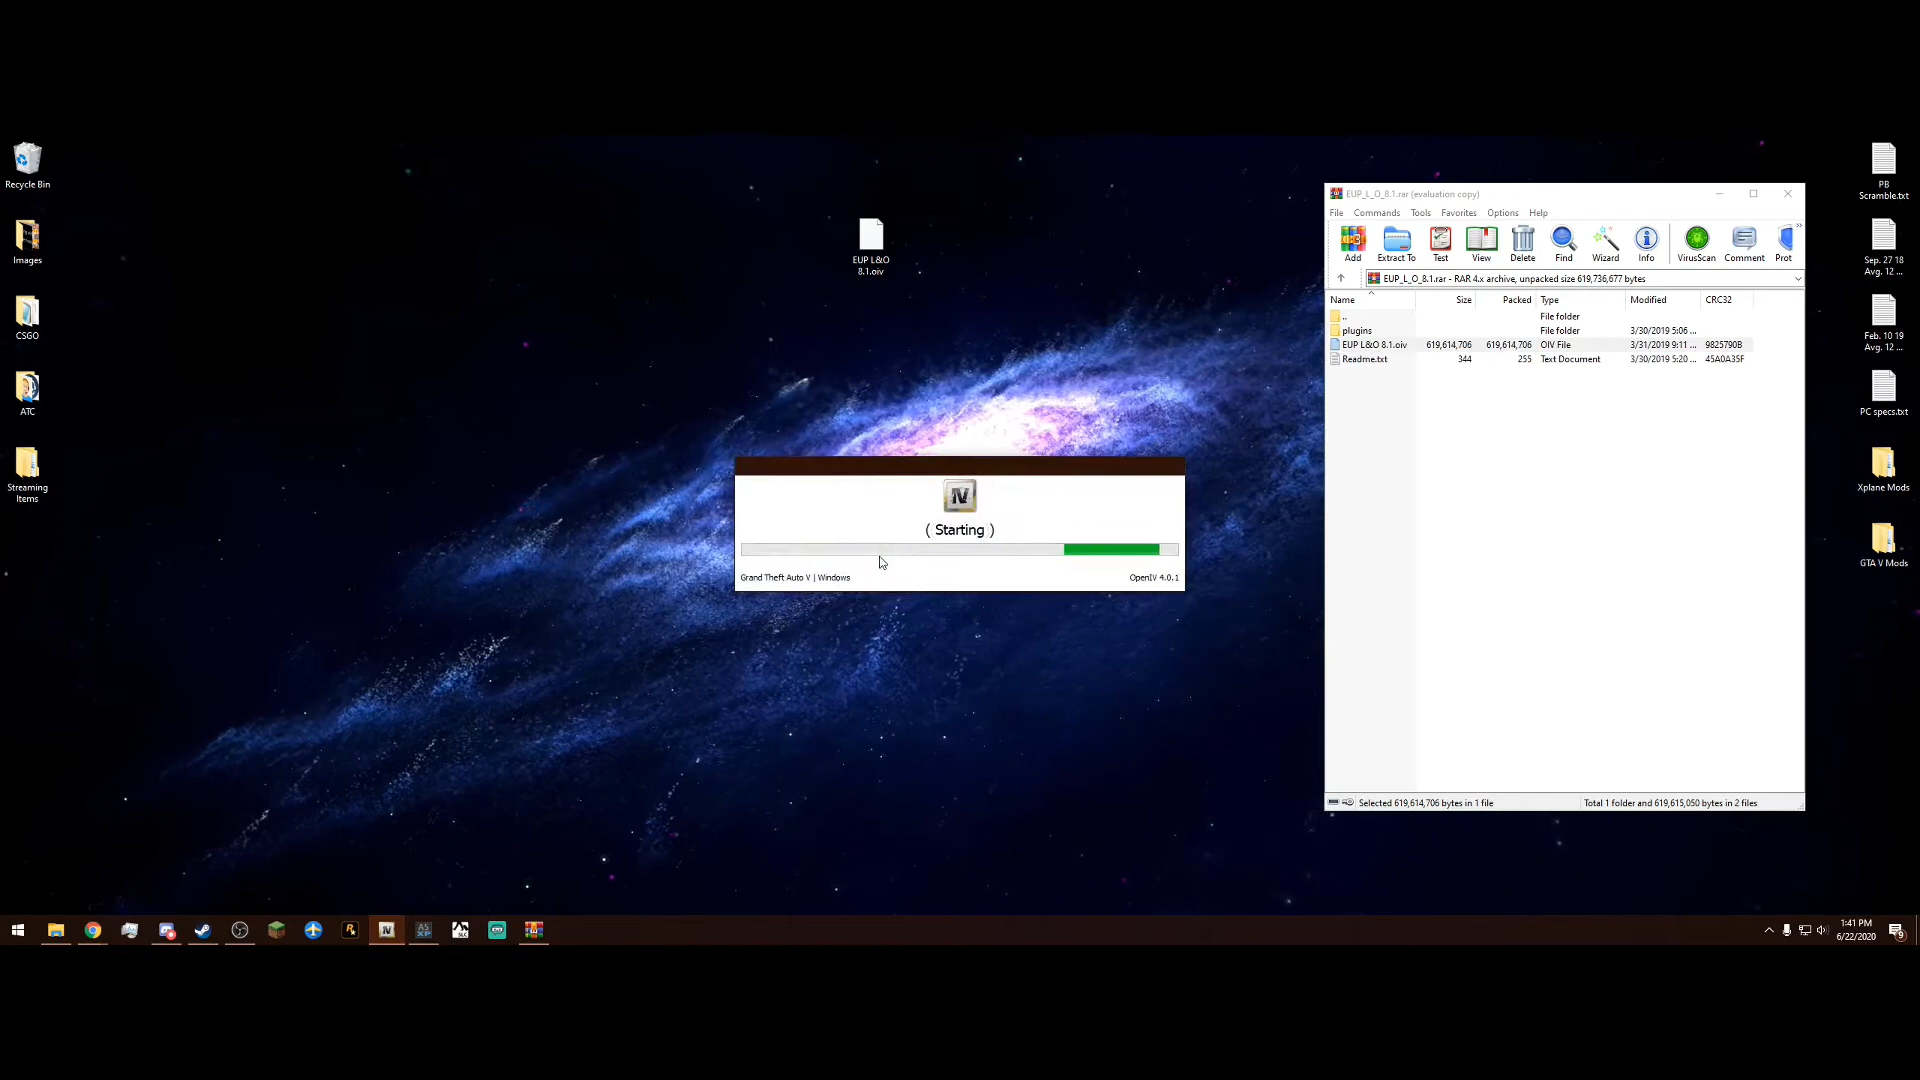 Recycle Bin
Images
CSGO
ATC
Streaming
Items
EUP L&O
8.1.oiv
( Starting )
Grand Theft Auto V | Windows
OpenIV 4.0.1
EUP_L_O_8.1.rar (evaluation copy)
File Commands Tools Favorites Options Help
Add Extract To Test View Delete Find Wizard Info VirusScan Comment Prot
EUP_L_O_8.1.rar - RAR 4.x archive, unpacked size 619,736,677 bytes
Name Size Packed Type Modified CRC32
.. File folder
plugins File folder 3/30/2019 5:06 ...
EUP L&O 8.1.oiv 619,614,706 619,614,706 OIV File 3/31/2019 9:11 ... 9825790B
Readme.txt 344 255 Text Document 3/30/2019 5:20 ... 45A0A35F
Selected 619,614,706 bytes in 1 file
Total 1 folder and 619,615,050 bytes in 2 files
PB
Scramble.txt
Sep. 27 18
Avg. 12 ...
Feb. 10 19
Avg. 12 ...
PC specs.txt
Xplane Mods
GTA V Mods
1:41 PM
6/22/2020